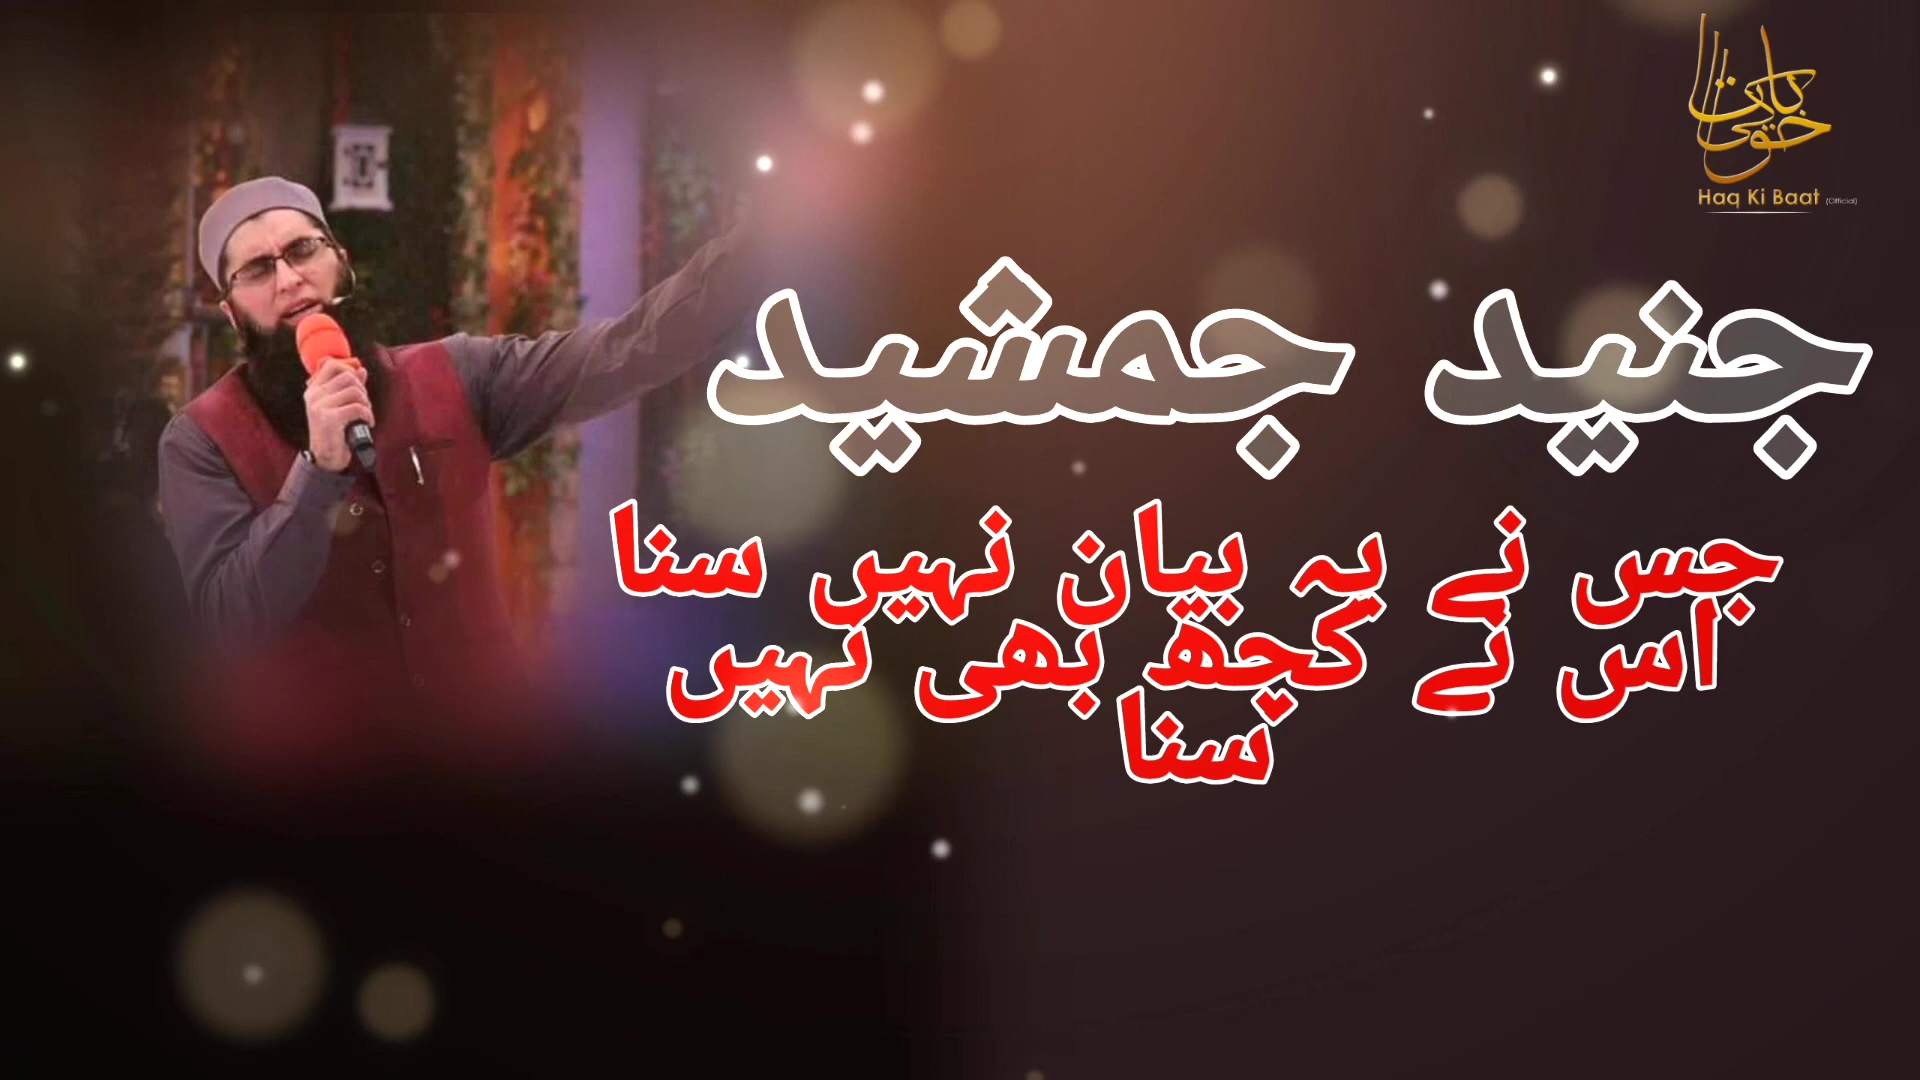 حق کی بات
Haq Ki Baat (Official)
جنید جمشید
جس نے یہ بیان نہیں سنا
اس نے کچھ بھی نہیں
سنا